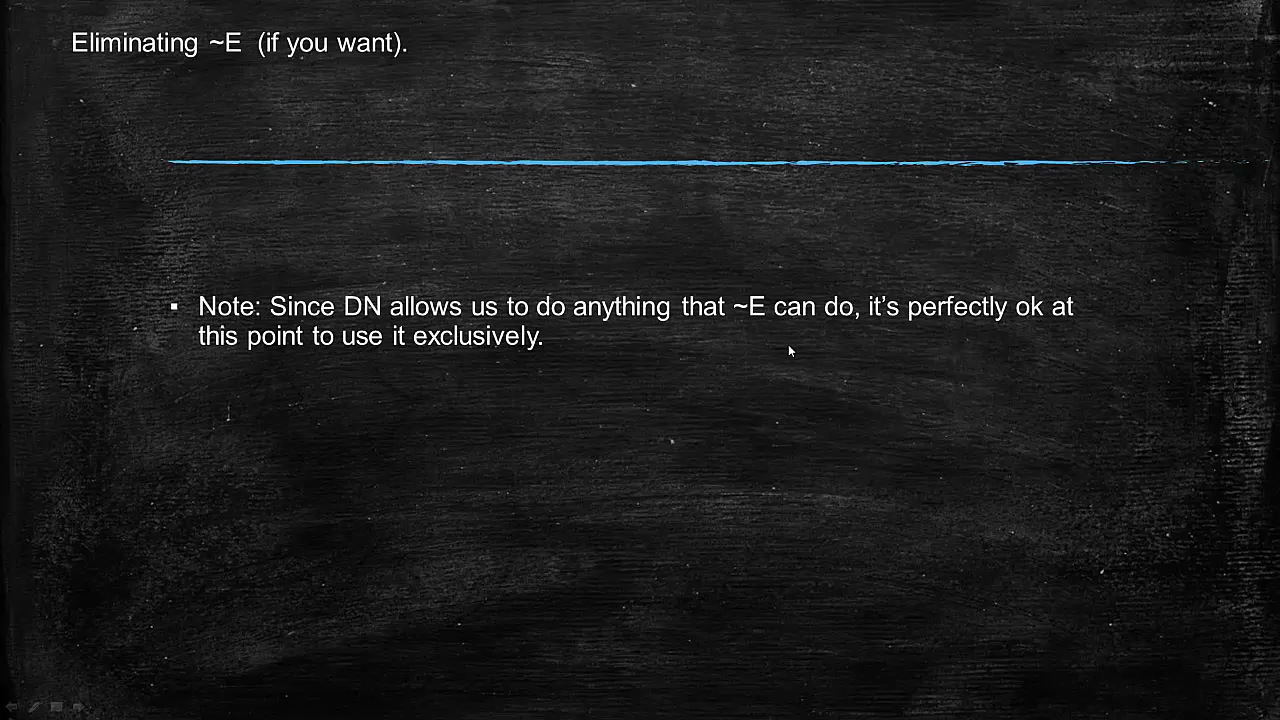 Eliminating ~E (if you want).
▪ Note: Since DN allows us to do anything that ~E can do, it’s perfectly ok at
this point to use it exclusively.